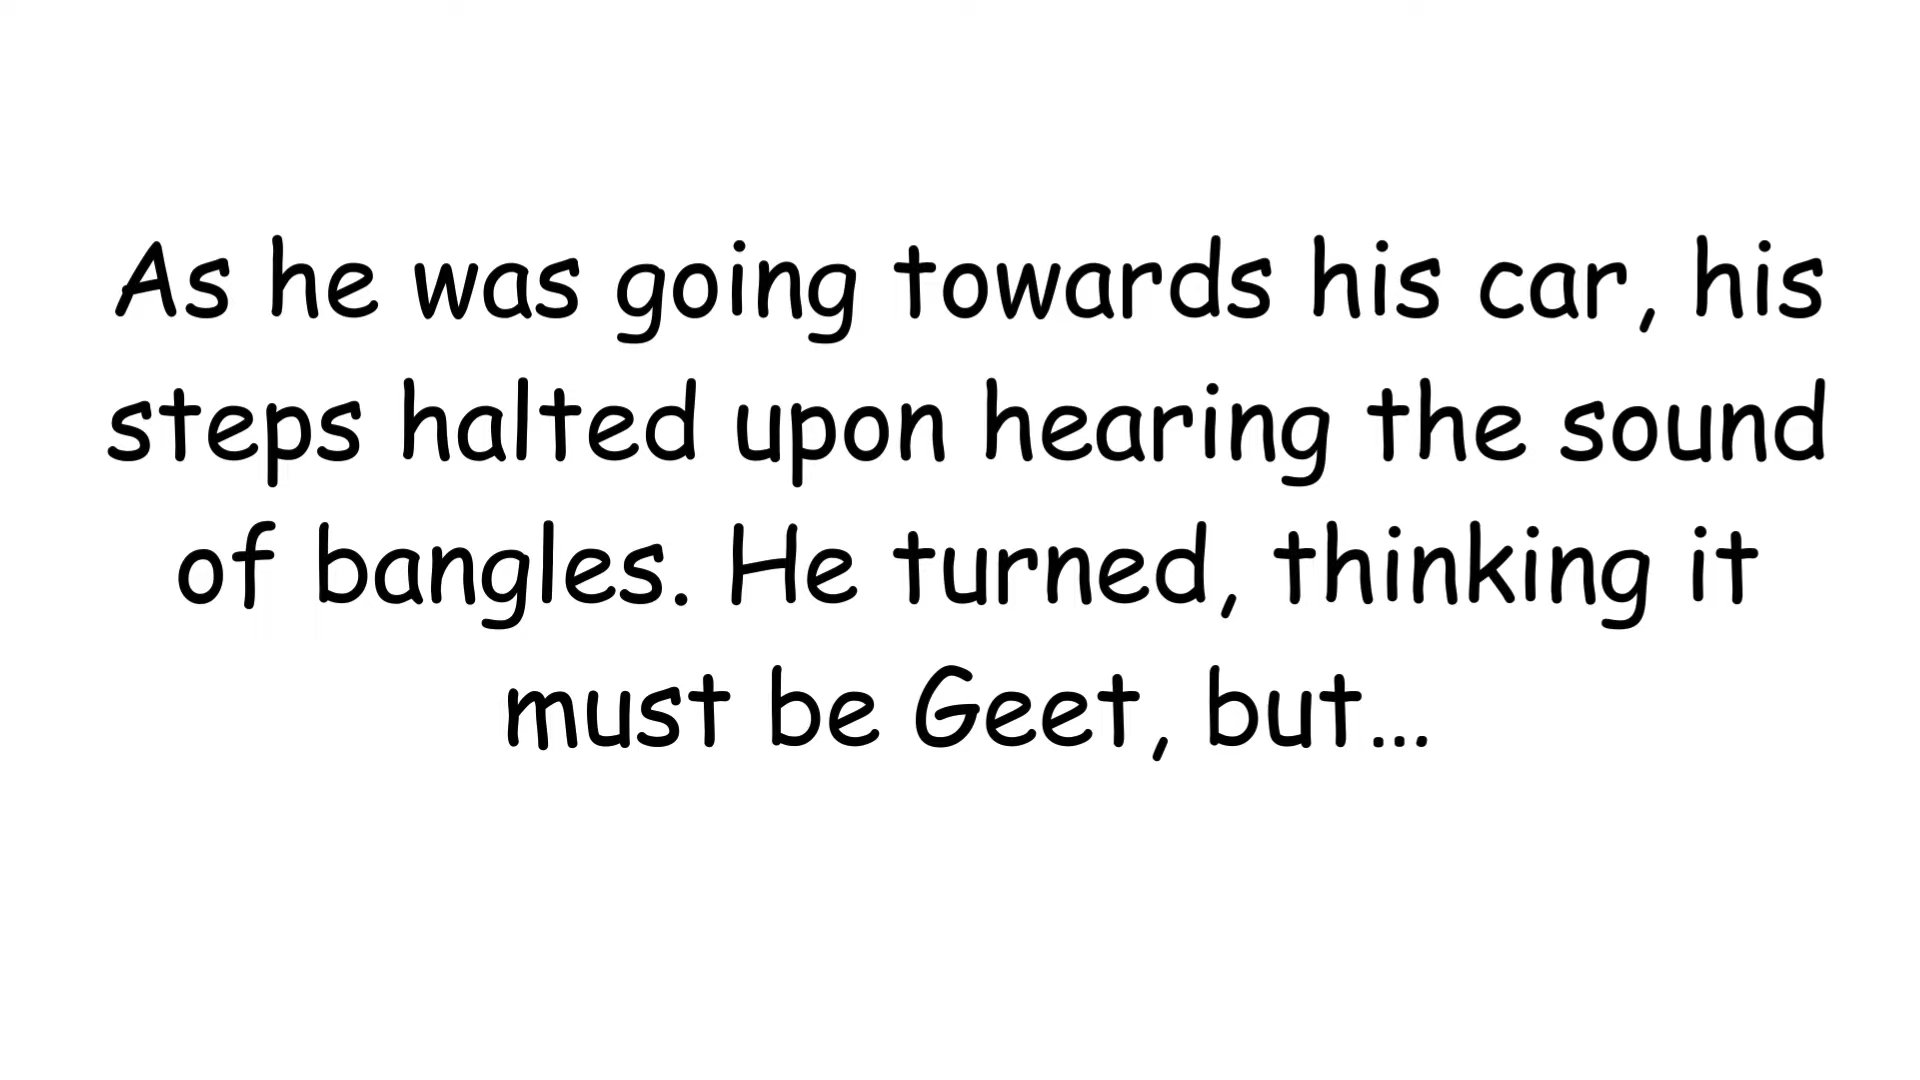 As he was going towards his car, his
steps halted upon hearing the sound
of bangles. He turned, thinking it
must be Geet, but...